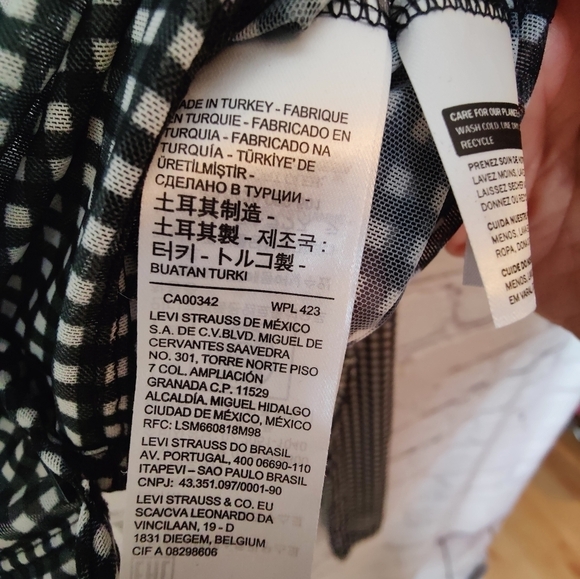 MADE IN TURKEY - FABRIQUE
EN TURQUIE - FABRICADO EN
TURQUIA - FABRICADO NA
TURQUÍA - TÜRKİYE' DE
ÜRETİLMİŞTİR -
СДЕЛАНО В ТУРЦИИ -
土耳其制造 -
土耳其製 - 제조국 :
터키 - トルコ製 -
BUATAN TURKI
CA00342 WPL 423
LEVI STRAUSS DE MÉXICO
S.A. DE C.V.BLVD. MIGUEL DE
CERVANTES SAAVEDRA
NO. 301, TORRE NORTE PISO
7 COL. AMPLIACIÓN
GRANADA C.P. 11529
ALCALDÍA. MIGUEL HIDALGO
CIUDAD DE MÉXICO, MÉXICO
RFC: LSM660818M98
LEVI STRAUSS DO BRASIL
AV. PORTUGAL, 400 06690-110
ITAPEVI – SAO PAULO BRASIL
CNPJ: 43.351.097/0001-90
LEVI STRAUSS & CO. EU
SCA/CVA LEONARDO DA
VINCILAAN, 19 - D
1831 DIEGEM, BELGIUM
CIF A 08298606
CARE FOR OUR PLANET
WASH COLD, LINE DRY
RECYCLE
PRENEZ SOIN DE
LAVEZ MOINS,
LAISSEZ
DONNEZ OU
CUIDA
MENOS,
ROPA,
CUIDE DO
MENOS,
EM